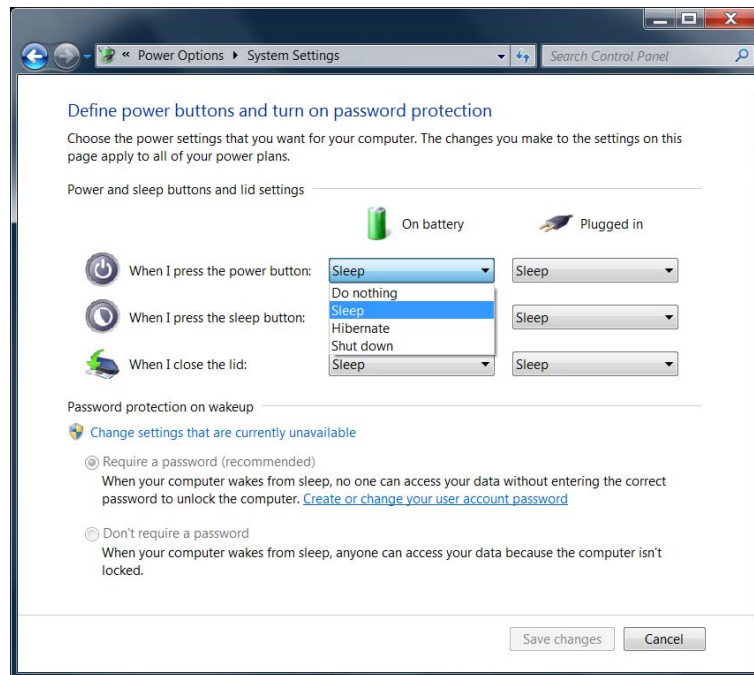 « Power Options ▸ System Settings
Search Control Panel
Define power buttons and turn on password protection
Choose the power settings that you want for your computer. The changes you make to the settings on this
page apply to all of your power plans.
Power and sleep buttons and lid settings
On battery Plugged in
When I press the power button: Sleep Sleep
Do nothing
Sleep
Hibernate
Shut down
When I press the sleep button: Sleep
When I close the lid: Sleep Sleep
Password protection on wakeup
Change settings that are currently unavailable
Require a password (recommended)
When your computer wakes from sleep, no one can access your data without entering the correct
password to unlock the computer. Create or change your user account password
Don't require a password
When your computer wakes from sleep, anyone can access your data because the computer isn't
locked.
Save changes Cancel